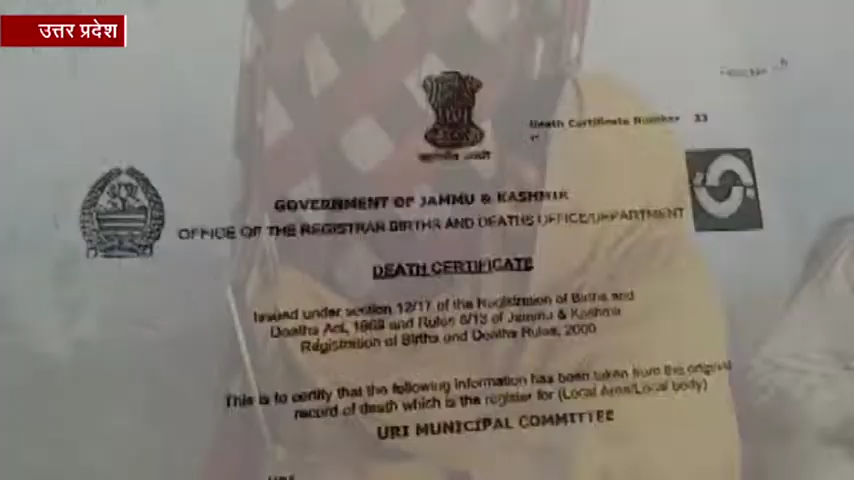 उत्तर प्रदेश
Death Certificate Number 33
GOVERNMENT OF JAMMU & KASHMIR
OFFICE OF THE REGISTRAR BIRTHS AND DEATHS OFFICE/DEPARTMENT
DEATH CERTIFICATE
Issued under section 12/17 of the Registration of Births and
Deaths Act, 1969 and Rules 8/13 of Jammu & Kashmir
Registration of Births and Deaths Rules, 2000
This is to certify that the following information has been taken from the original
record of death which is the register for (Local Area/Local body)
URI MUNICIPAL COMMITTEE